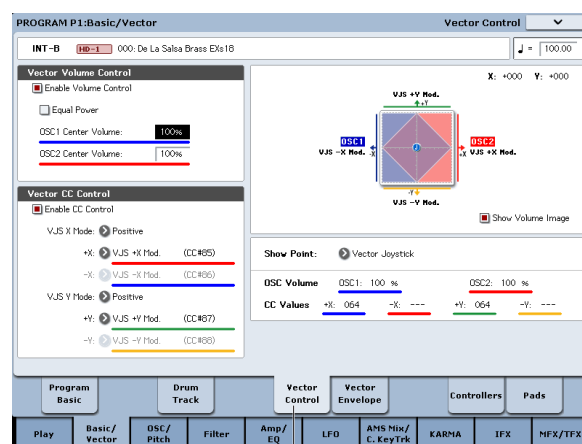 PROGRAM P1:Basic/Vector
Vector Control
INT-B HD-1 000: De La Salsa Brass EXs18
♩ = 100.00
Vector Volume Control
Enable Volume Control
Equal Power
OSC1 Center Volume: 100%
OSC2 Center Volume: 100%
Vector CC Control
Enable CC Control
VJS X Mode: Positive
+X: VJS +X Mod. (CC#85)
-X: VJS -X Mod. (CC#86)
VJS Y Mode: Positive
+Y: VJS +Y Mod. (CC#87)
-Y: VJS -Y Mod. (CC#88)
X: +000 Y: +000
VJS +Y Mod.
+Y
OSC1
VJS -X Mod.
-X
OSC2
+X
VJS +X Mod.
-Y
VJS -Y Mod.
Show Volume Image
Show Point: Vector Joystick
OSC Volume OSC1: 100 % OSC2: 100 %
CC Values +X: 064 -X: --- +Y: 064 -Y: ---
Program Basic
Drum Track
Vector Control
Vector Envelope
Controllers
Pads
Play
Basic/ Vector
OSC/ Pitch
Filter
Amp/ EQ
LFO
AMS Mix/ C. KeyTrk
KARMA
IFX
MFX/TFX